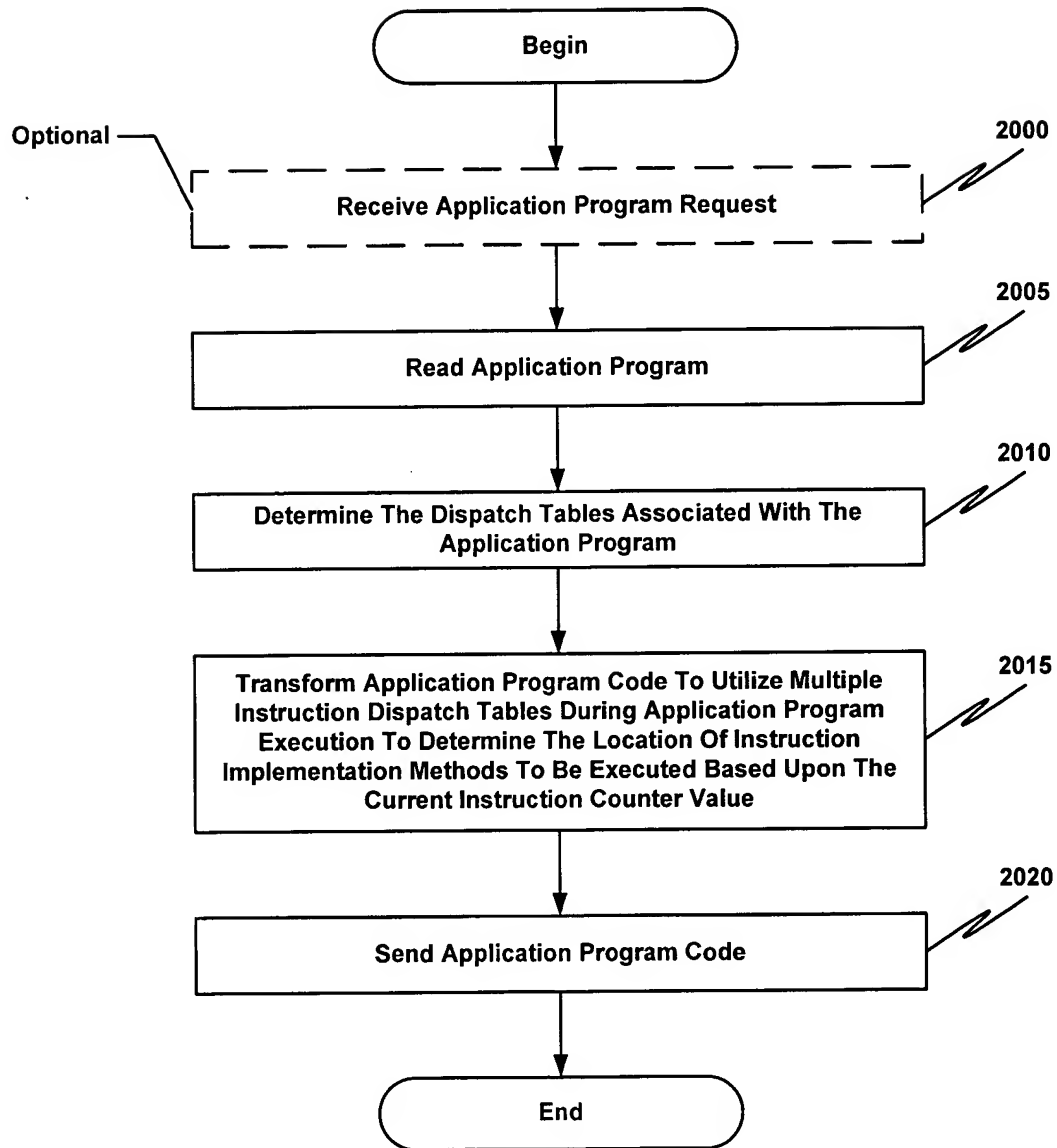 Begin
Optional
2000
Receive Application Program Request
2005
Read Application Program
2010
Determine The Dispatch Tables Associated With The
Application Program
2015
Transform Application Program Code To Utilize Multiple
Instruction Dispatch Tables During Application Program
Execution To Determine The Location Of Instruction
Implementation Methods To Be Executed Based Upon The
Current Instruction Counter Value
2020
Send Application Program Code
End